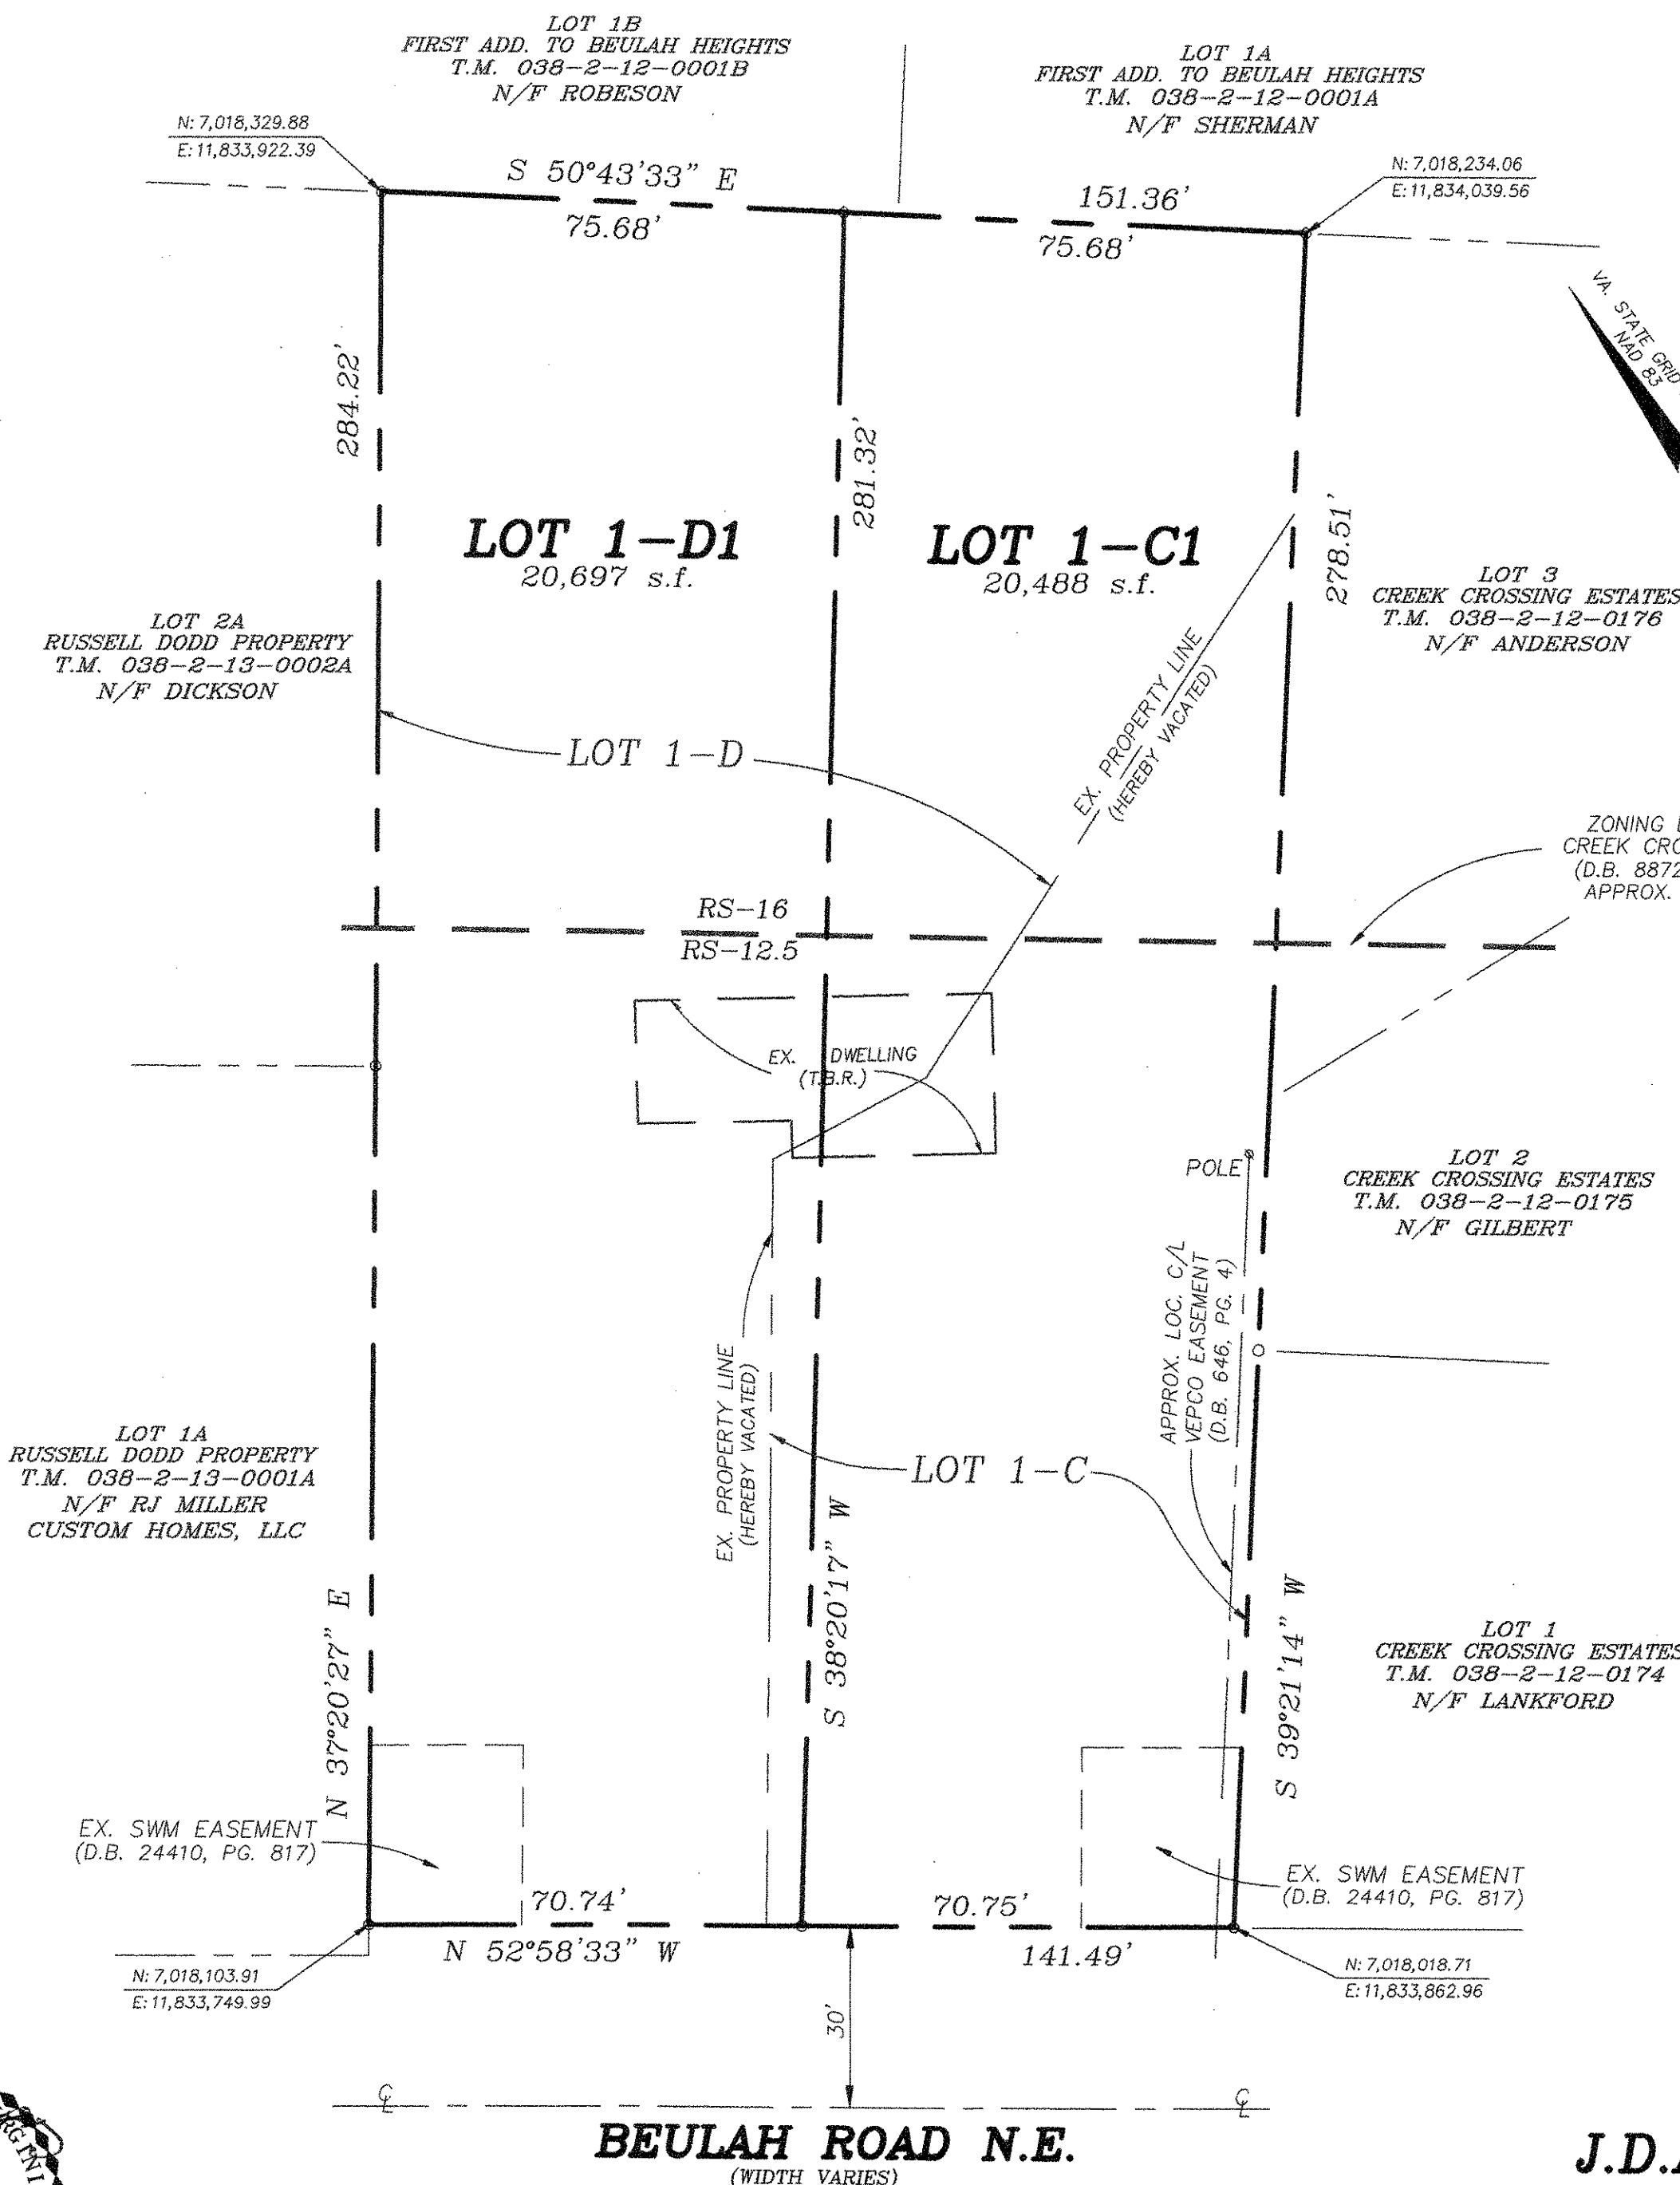 LOT 1B
FIRST ADD. TO BEULAH HEIGHTS
T.M. 038-2-12-0001B
N/F ROBESON
LOT 1A
FIRST ADD. TO BEULAH HEIGHTS
T.M. 038-2-12-0001A
N/F SHERMAN
N: 7,018,329.88
E: 11,833,922.39
N: 7,018,234.06
E: 11,834,039.56
S 50°43'33" E
151.36'
75.68'
75.68'
VA. STATE GRID
NAD 83
284.22'
281.32'
278.51'
LOT 1-D1
20,697 s.f.
LOT 1-C1
20,488 s.f.
LOT 3
CREEK CROSSING ESTATES
T.M. 038-2-12-0176
N/F ANDERSON
LOT 2A
RUSSELL DODD PROPERTY
T.M. 038-2-13-0002A
N/F DICKSON
EX. PROPERTY LINE
(HEREBY VACATED)
LOT 1-D
ZONING
CREEK CRO
(D.B. 8872
APPROX.
RS-16
RS-12.5
EX. DWELLING
(T.B.R.)
POLE
LOT 2
CREEK CROSSING ESTATES
T.M. 038-2-12-0175
N/F GILBERT
APPROX. LOC. C/L
VEPCO EASEMENT
(D.B. 646, PG. 4)
EX. PROPERTY LINE
(HEREBY VACATED)
LOT 1-C
LOT 1A
RUSSELL DODD PROPERTY
T.M. 038-2-13-0001A
N/F RJ MILLER
CUSTOM HOMES, LLC
N 37°20'27" E
S 38°20'17" W
S 39°21'14" W
LOT 1
CREEK CROSSING ESTATES
T.M. 038-2-12-0174
N/F LANKFORD
EX. SWM EASEMENT
(D.B. 24410, PG. 817)
EX. SWM EASEMENT
(D.B. 24410, PG. 817)
70.74'
70.75'
N 52°58'33" W
141.49'
N: 7,018,103.91
E: 11,833,749.99
N: 7,018,018.71
E: 11,833,862.96
30'
BEULAH ROAD N.E.
(WIDTH VARIES)
J.D.